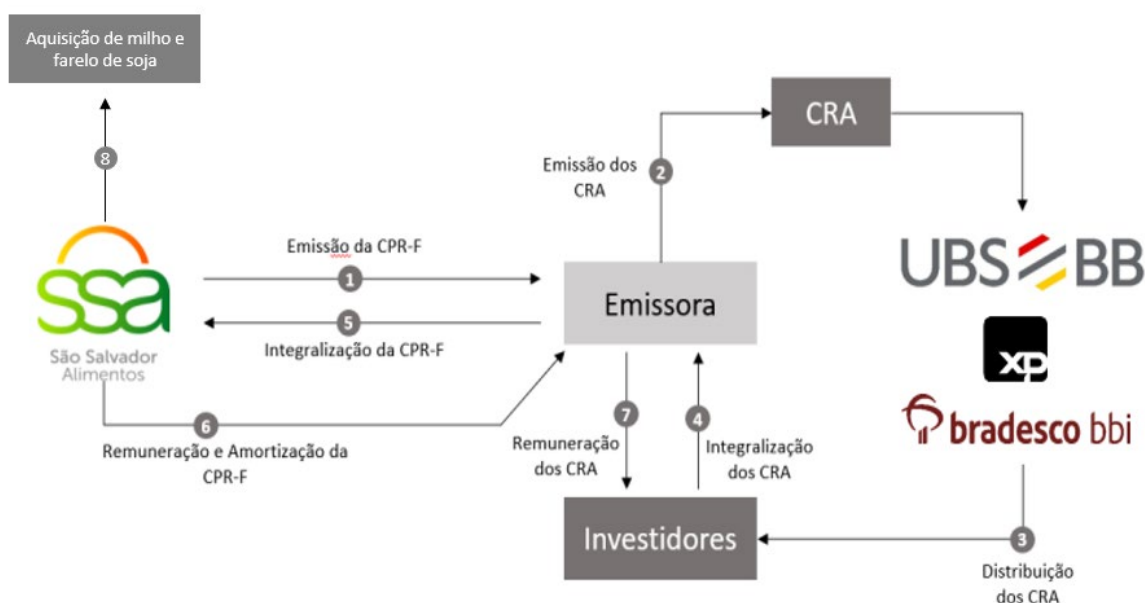 Aquisição de milho e
farelo de soja
8
CRA
Emissão dos
CRA
2
UBS BB
ssa
São Salvador
Alimentos
Emissão da CPR-F
1
Emissora
5
Integralização da CPR-F
xp
bradesco bbi
6
Remuneração e Amortização da
CPR-F
7
4
Remuneração
dos CRA
Integralização
dos CRA
Investidores
3
Distribuição
dos CRA